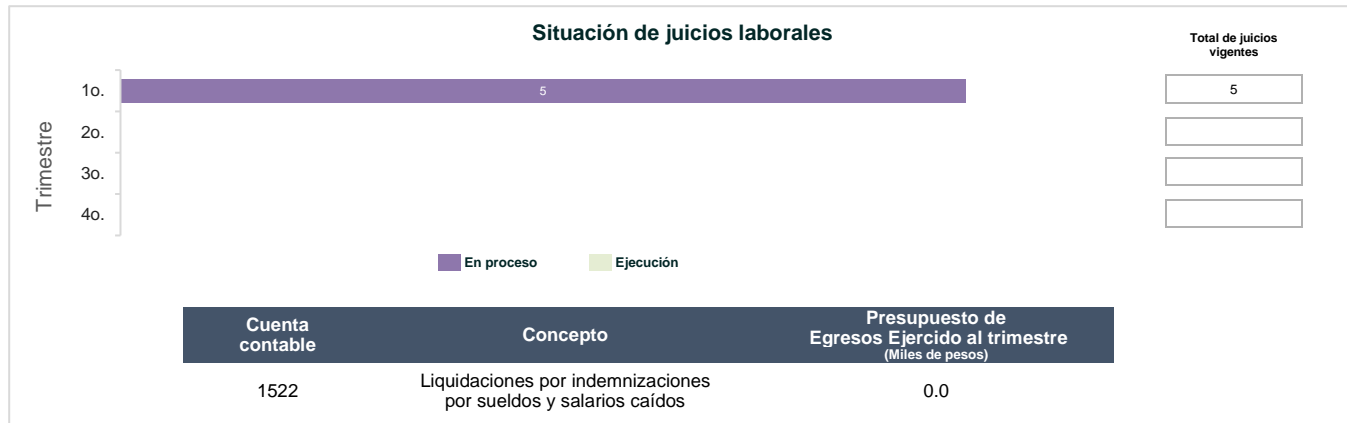 Situación de juicios laborales
Total de juicios
vigentes
Trimestre
1o.
5
5
2o.
3o.
4o.
En proceso
Ejecución
Cuenta
contable
Concepto
Presupuesto de
Egresos Ejercido al trimestre
(Miles de pesos)
1522
Liquidaciones por indemnizaciones
por sueldos y salarios caídos
0.0